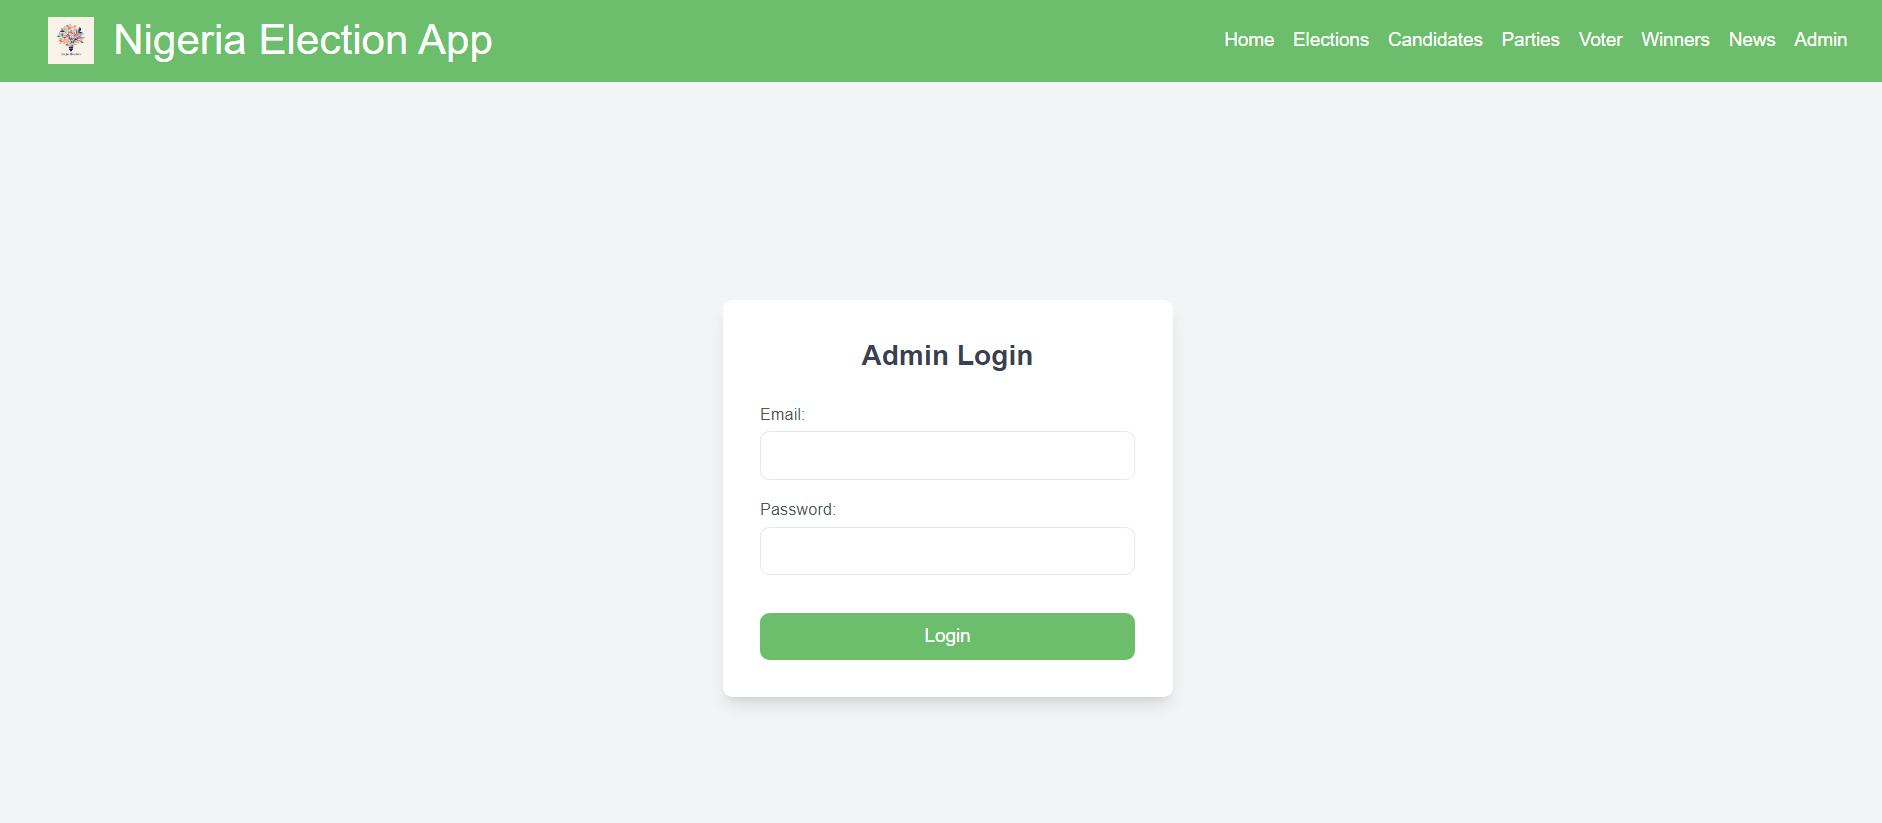 Nigeria Election App
Home Elections Candidates Parties Voter Winners News Admin
Admin Login
Email:
Password:
Login